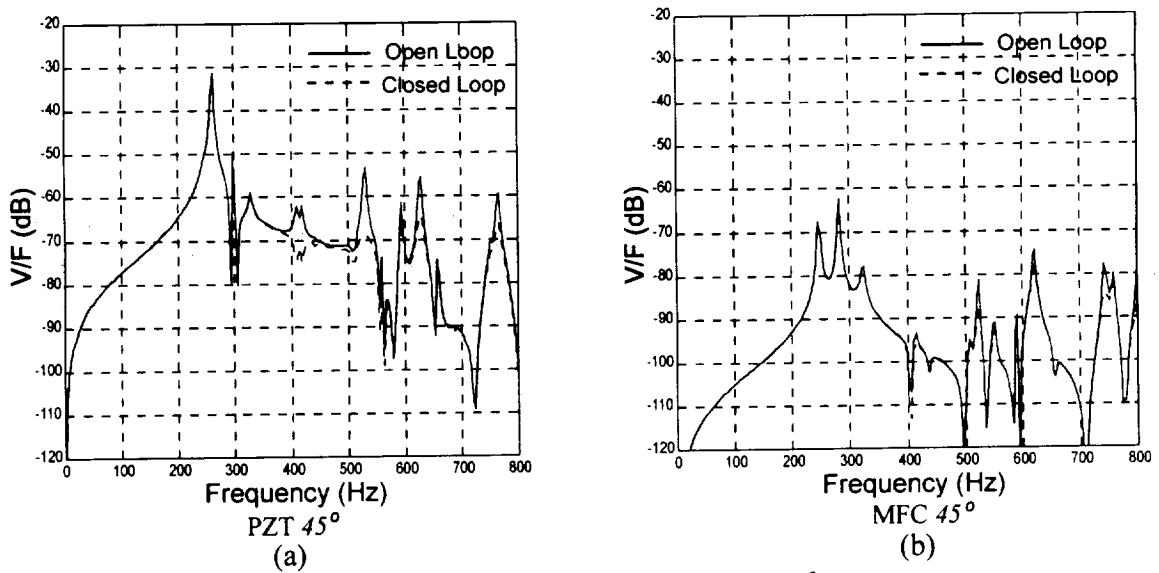 -20
-30
-40
-50
-60
-70
-80
-90
-100
-110
-120
V/F (dB)
Open Loop
Closed Loop
0 100 200 300 400 500 600 700 800
Frequency (Hz)
PZT 45°
(a)
-20
-30
-40
-50
-60
-70
-80
-90
-100
-110
-120
V/F (dB)
Open Loop
Closed Loop
0 100 200 300 400 500 600 700 800
Frequency (Hz)
MFC 45°
(b)